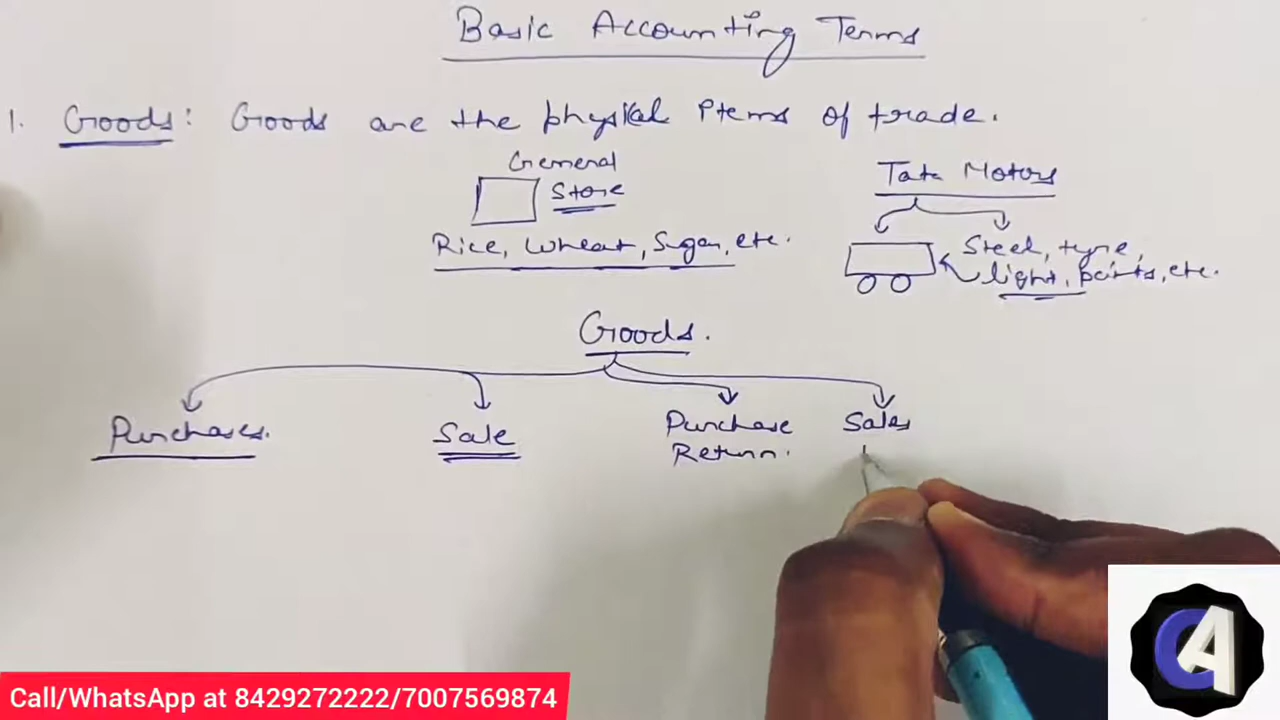 Basic Accounting Terms
1. Goods: Goods are the physical Items of trade.
General
Store
Rice, Wheat, Sugar, etc.
Tata Motors
Steel, tyre,
light, parts, etc.
Goods.
Purchases.
Sale
Purchase
Return.
Sales
CA
Call/WhatsApp at 8429272222/7007569874